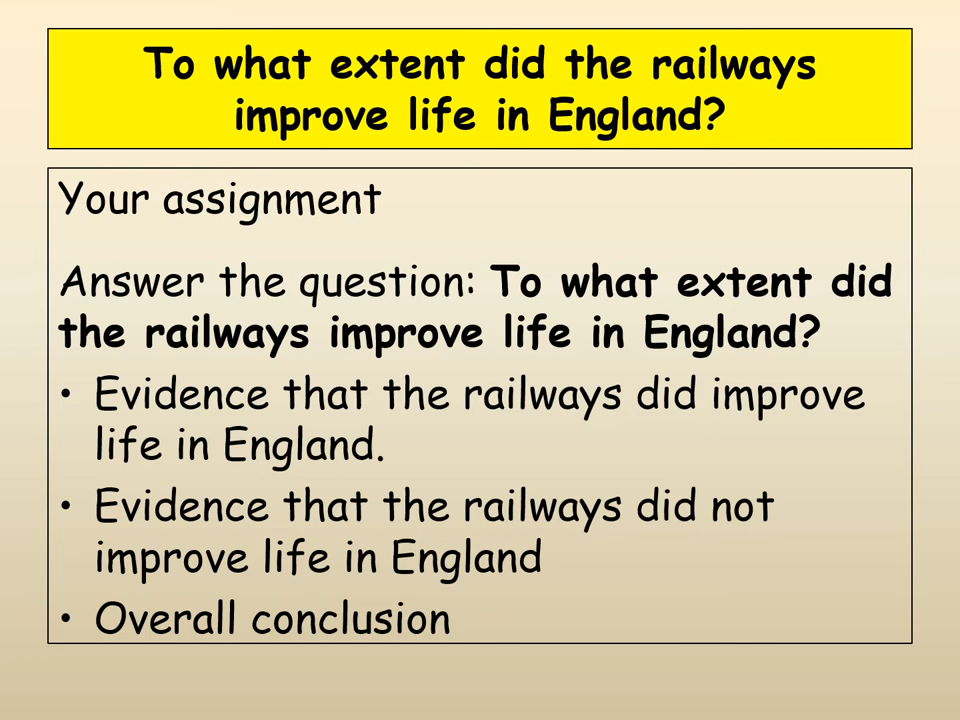 To what extent did the railways
improve life in England?
Your assignment
Answer the question: To what extent did
the railways improve life in England?
• Evidence that the railways did improve
life in England.
• Evidence that the railways did not
improve life in England
• Overall conclusion